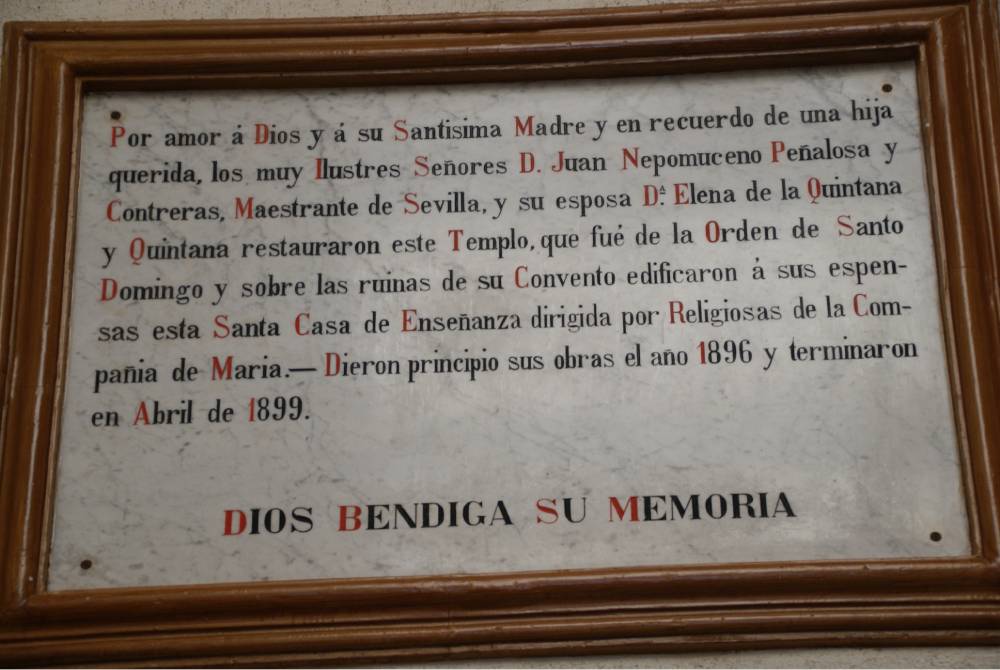 Por amor á Dios y á su Santisima Madre y en recuerdo de una hija
querida, los muy Ilustres Señores D. Juan Nepomuceno Peñalosa y
Contreras, Maestrante de Sevilla, y su esposa D.ª Elena de la Quintana
y Quintana restauraron este Templo, que fué de la Orden de Santo
Domingo y sobre las ruinas de su Convento edificaron á sus espen-
sas esta Santa Casa de Enseñanza dirigida por Religiosas de la Com-
pañia de Maria.— Dieron principio sus obras el año 1896 y terminaron
en Abril de 1899.
DIOS BENDIGA SU MEMORIA